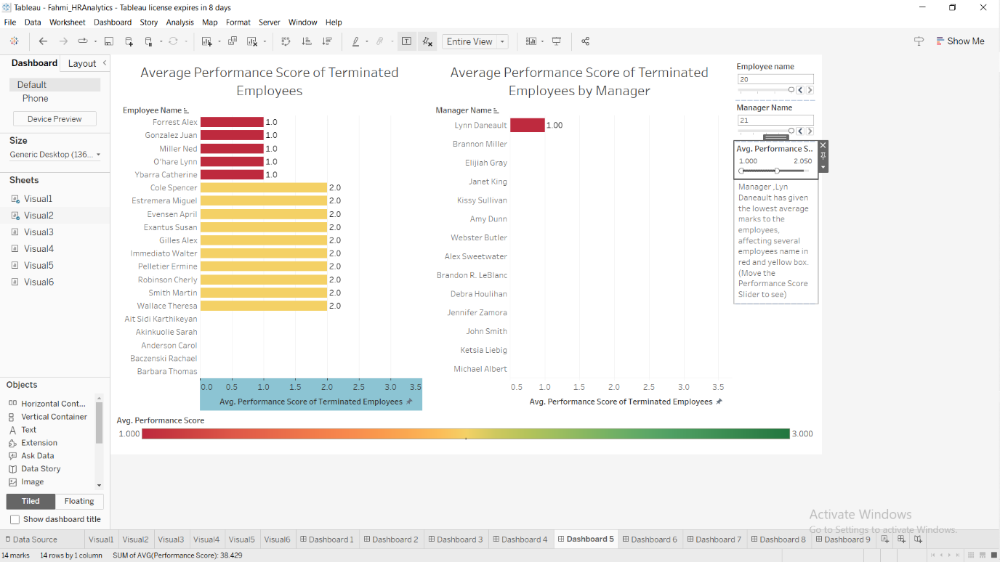 Tableau - Fahmi_HRAnalytics - Tableau license expires in 8 days
File Data Worksheet Dashboard Story Analysis Map Format Server Window Help
Entire View
Show Me
Dashboard Layout
Default
Phone
Device Preview
Size
Generic Desktop (136...
Sheets
Visual1
Visual2
Visual3
Visual4
Visual5
Visual6
Objects
Horizontal Cont...
Vertical Container
Text
Extension
Ask Data
Data Story
Image
Tiled Floating
Show dashboard title
Average Performance Score of Terminated
Employees
Employee Name
Forrest Alex 1.0
Gonzalez Juan 1.0
Miller Ned 1.0
O'hare Lynn 1.0
Ybarra Catherine 1.0
Cole Spencer 2.0
Estremera Miguel 2.0
Evensen April 2.0
Exantus Susan 2.0
Gilles Alex 2.0
Immediato Walter 2.0
Pelletier Ermine 2.0
Robinson Cherly 2.0
Smith Martin 2.0
Wallace Theresa 2.0
Ait Sidi Karthikeyan
Akinkuolie Sarah
Anderson Carol
Baczenski Rachael
Barbara Thomas
0.0 0.5 1.0 1.5 2.0 2.5 3.0 3.5
Avg. Performance Score of Terminated Employees
Average Performance Score of Terminated
Employees by Manager
Manager Name
Lynn Daneault 1.00
Brannon Miller
Elijiah Gray
Janet King
Kissy Sullivan
Amy Dunn
Webster Butler
Alex Sweetwater
Brandon R. LeBlanc
Debra Houlihan
Jennifer Zamora
John Smith
Ketsia Liebig
Michael Albert
0.5 1.0 1.5 2.0 2.5 3.0 3.5
Avg. Performance Score of Terminated Employees
Employee name
20
Manager Name
21
Avg. Performance S..
1.000 2.050
Manager ,Lyn
Daneault has given
the lowest average
marks to the
employees,
affecting several
employees name in
red and yellow box.
(Move the
Performance Score
Slider to see)
Avg. Performance Score
1.000 3.000
Activate Windows
Go to Settings to activate Windows.
Data Source Visual1 Visual2 Visual3 Visual4 Visual5 Visual6 Dashboard 1 Dashboard 2 Dashboard 3 Dashboard 4 Dashboard 5 Dashboard 6 Dashboard 7 Dashboard 8 Dashboard 9
14 marks 14 rows by 1 column SUM of AVG(Performance Score): 38.429